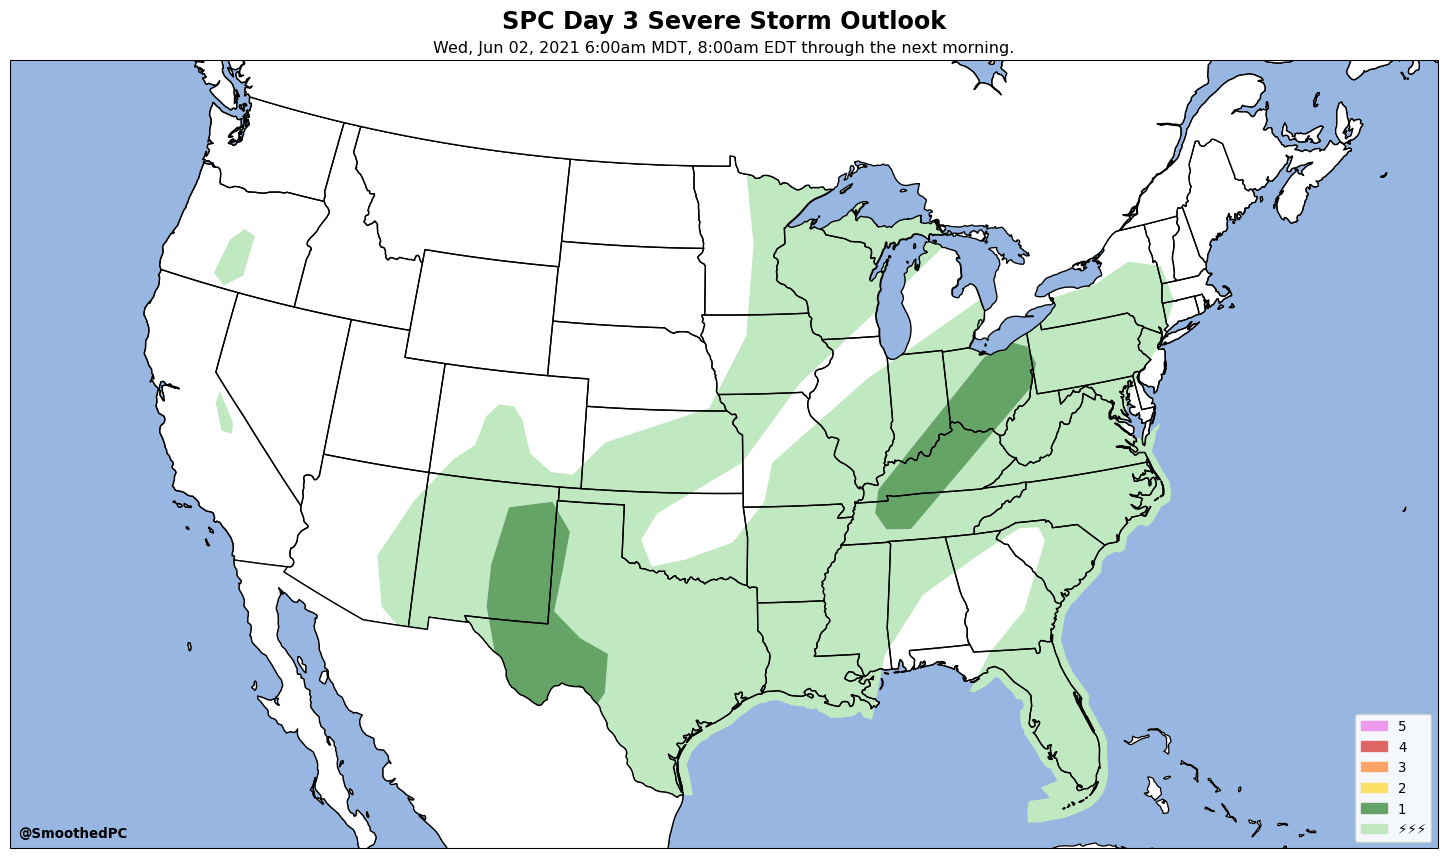 SPC Day 3 Severe Storm Outlook
Wed, Jun 02, 2021 6:00am MDT, 8:00am EDT through the next morning.
5
4
3
2
1
⚡⚡⚡
@SmoothedPC